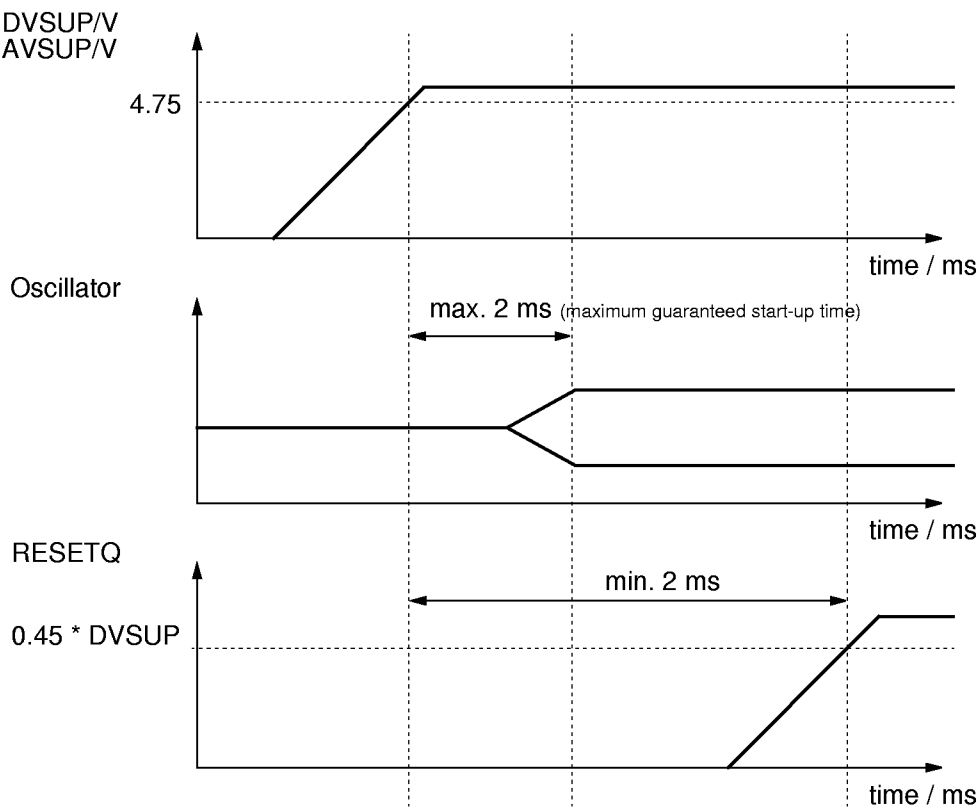 DVSUP/V
AVSUP/V
4.75
time / ms
Oscillator
max. 2 ms (maximum guaranteed start-up time)
time / ms
RESETQ
min. 2 ms
0.45 * DVSUP
time / ms